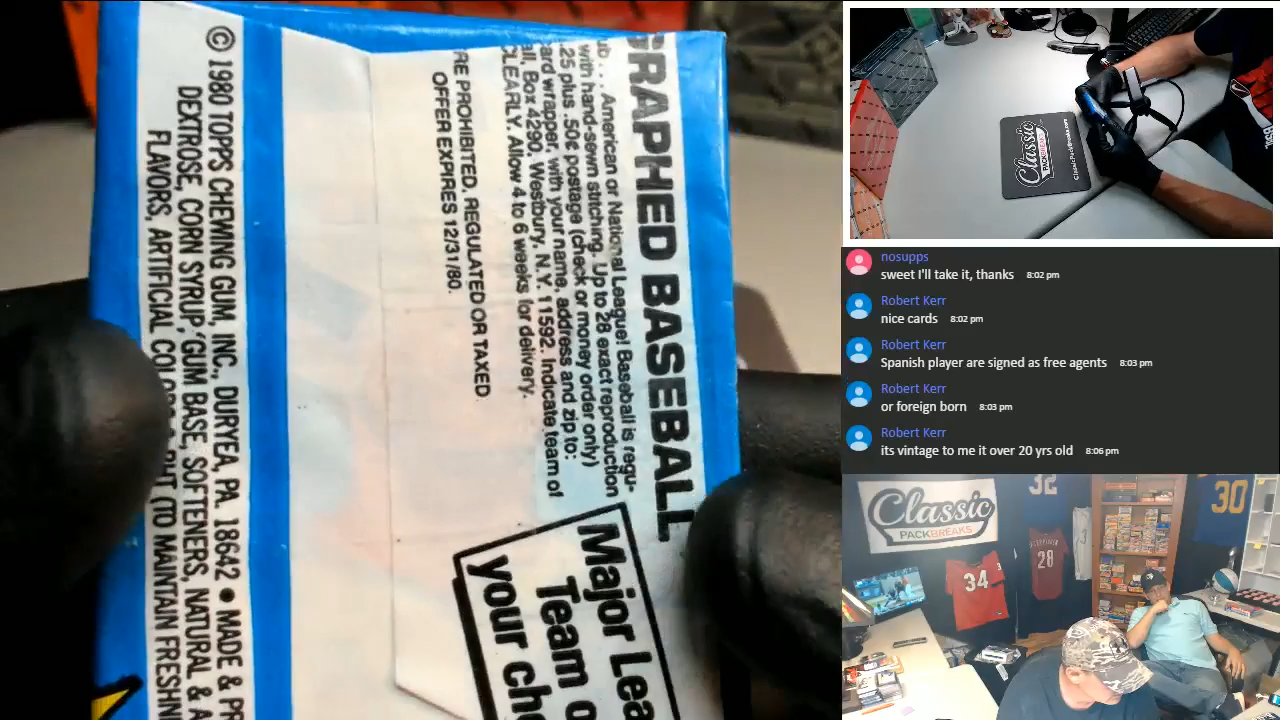 GRAPHED BASEBALL
ub... American or National League! Baseball is regu-
with hand-sewn stitching. Up to 28 exact reproduction
.25 plus .50¢ postage (check or money order only)
ard wrapper, with your name, address and zip to:
all, Box 4290, Westbury, N.Y. 11592. Indicate team of
CLEARLY. Allow 4 to 6 weeks for delivery.
RE PROHIBITED, REGULATED OR TAXED.
OFFER EXPIRES 12/31/80.
Major Lea
Team o
your cho
© 1980 TOPPS CHEWING GUM, INC., DURYEA, PA. 18642 • MADE & PR
DEXTROSE, CORN SYRUP, GUM BASE, SOFTENERS, NATURAL & A
FLAVORS, ARTIFICIAL COLORS, BHT (TO MAINTAIN FRESHN
Classic
PACKBREAKS
nosupps
sweet I'll take it, thanks 8:02 pm
Robert Kerr
nice cards 8:02 pm
Robert Kerr
Spanish player are signed as free agents 8:03 pm
Robert Kerr
or foreign born 8:03 pm
Robert Kerr
its vintage to me it over 20 yrs old 8:06 pm
Classic
PACKBREAKS
32
30
34
28